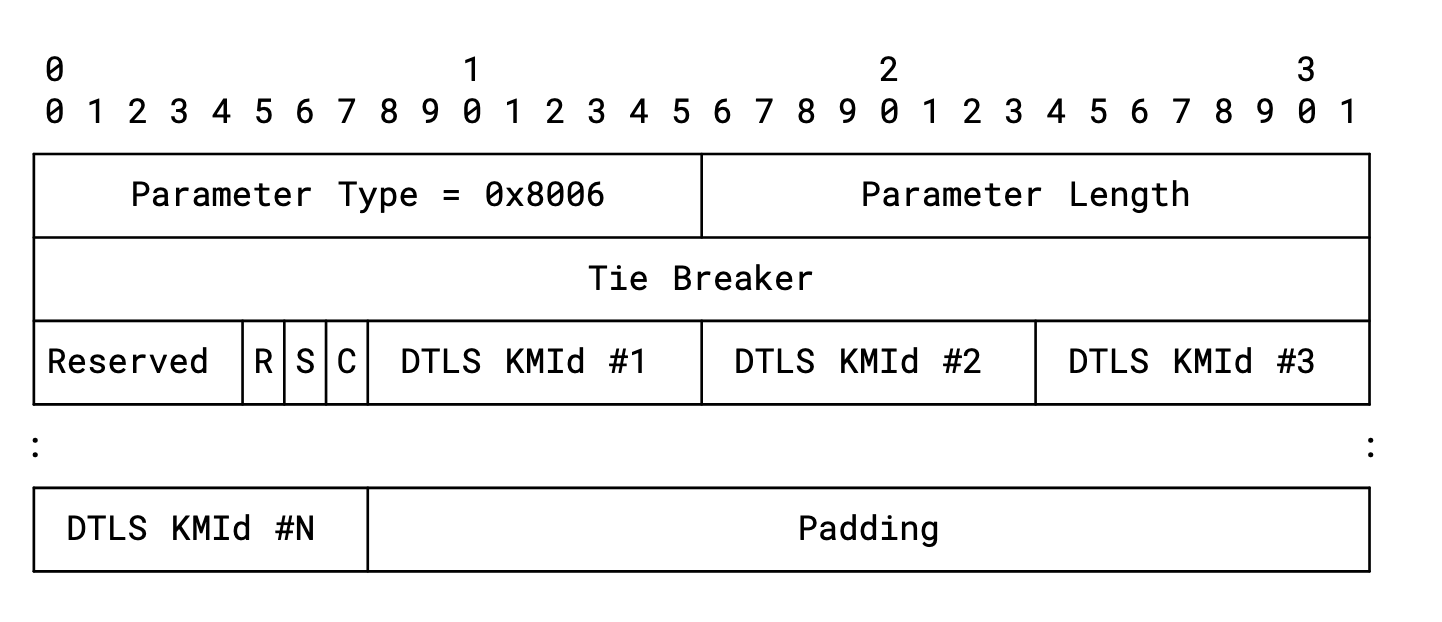 0 1 2 3
0 1 2 3 4 5 6 7 8 9 0 1 2 3 4 5 6 7 8 9 0 1 2 3 4 5 6 7 8 9 0 1
Parameter Type = 0x8006 Parameter Length
Tie Breaker
Reserved R S C DTLS KMId #1 DTLS KMId #2 DTLS KMId #3
: :
DTLS KMId #N Padding